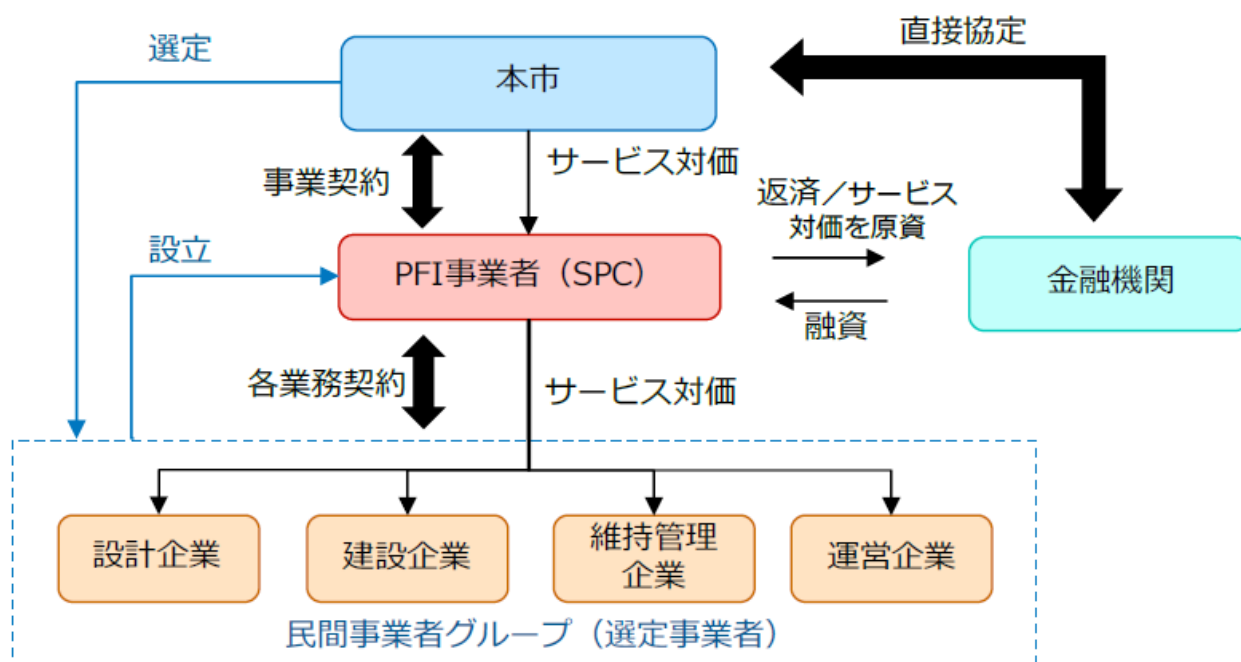 選定
本市
直接協定
事業契約
サービス対価
返済／サービス
対価を原資
設立
PFI事業者（SPC）
金融機関
融資
各業務契約
サービス対価
設計企業
建設企業
維持管理
企業
運営企業
民間事業者グループ（選定事業者）